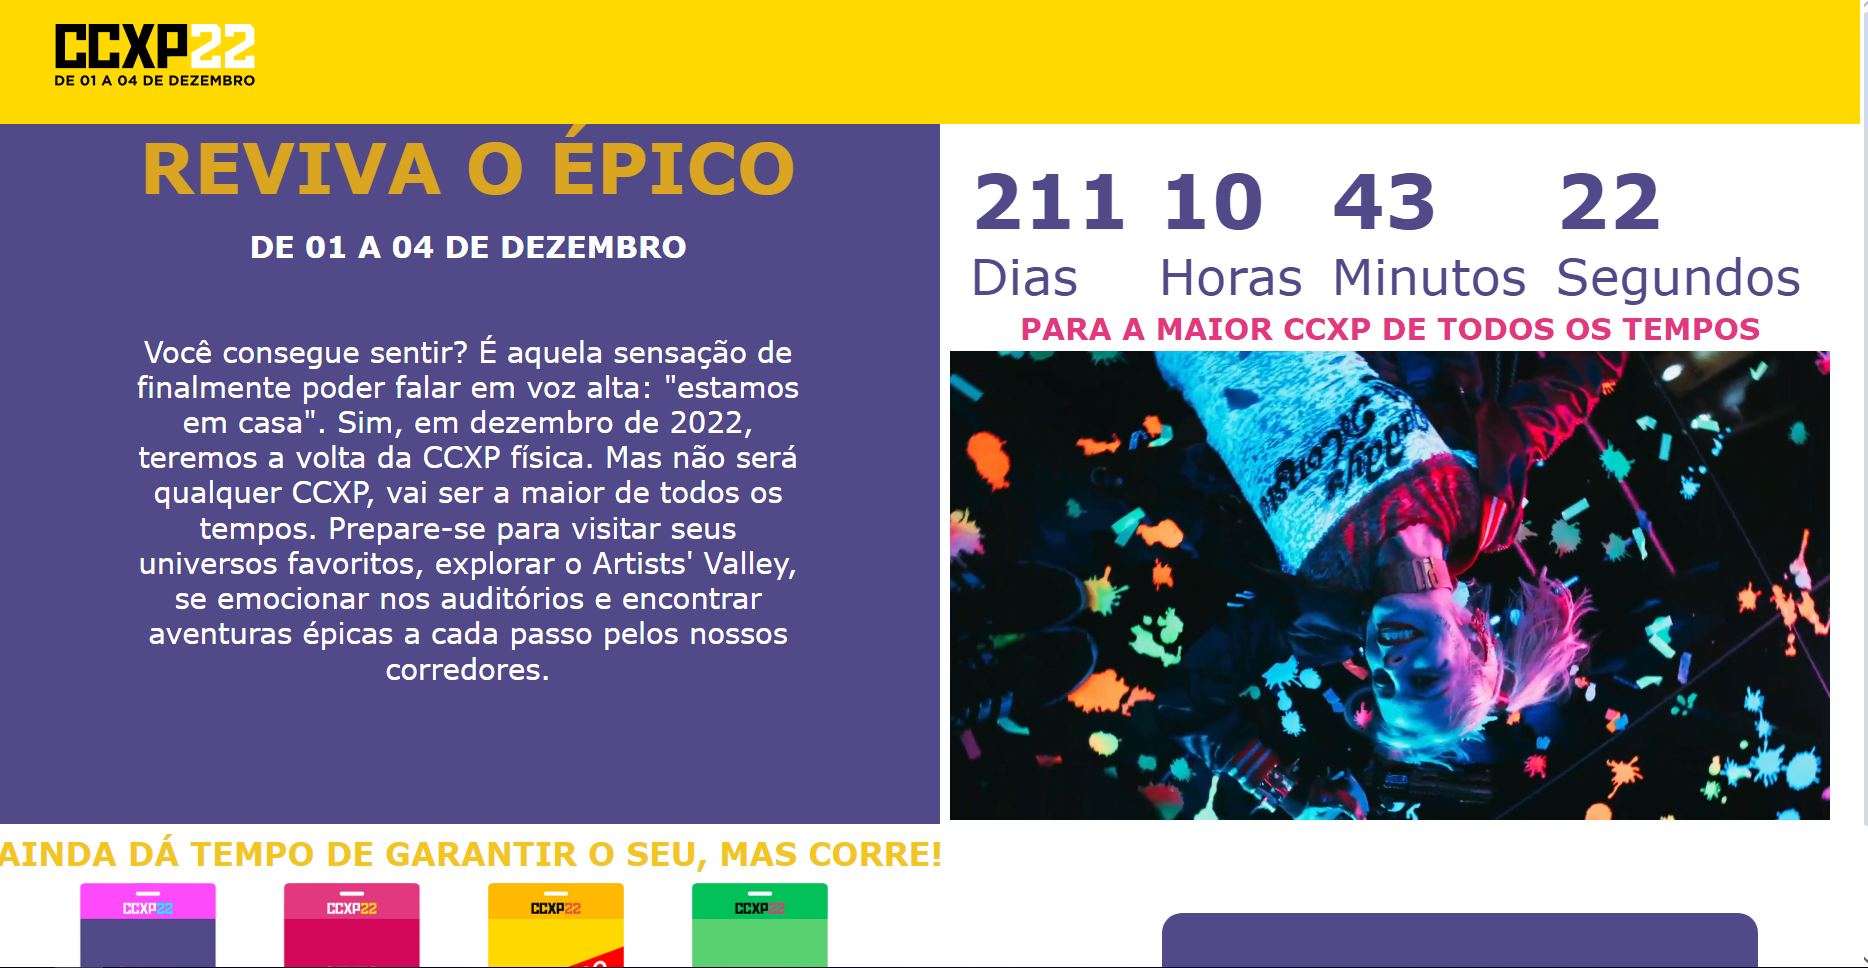 CCXP22
DE 01 A 04 DE DEZEMBRO
REVIVA O ÉPICO
DE 01 A 04 DE DEZEMBRO
Você consegue sentir? É aquela sensação de
finalmente poder falar em voz alta: "estamos
em casa". Sim, em dezembro de 2022,
teremos a volta da CCXP física. Mas não será
qualquer CCXP, vai ser a maior de todos os
tempos. Prepare-se para visitar seus
universos favoritos, explorar o Artists' Valley,
se emocionar nos auditórios e encontrar
aventuras épicas a cada passo pelos nossos
corredores.
211 10 43 22
Dias Horas Minutos Segundos
PARA A MAIOR CCXP DE TODOS OS TEMPOS
AINDA DÁ TEMPO DE GARANTIR O SEU, MAS CORRE!
CCXP22 CCXP22 CCXP22 CCXP22